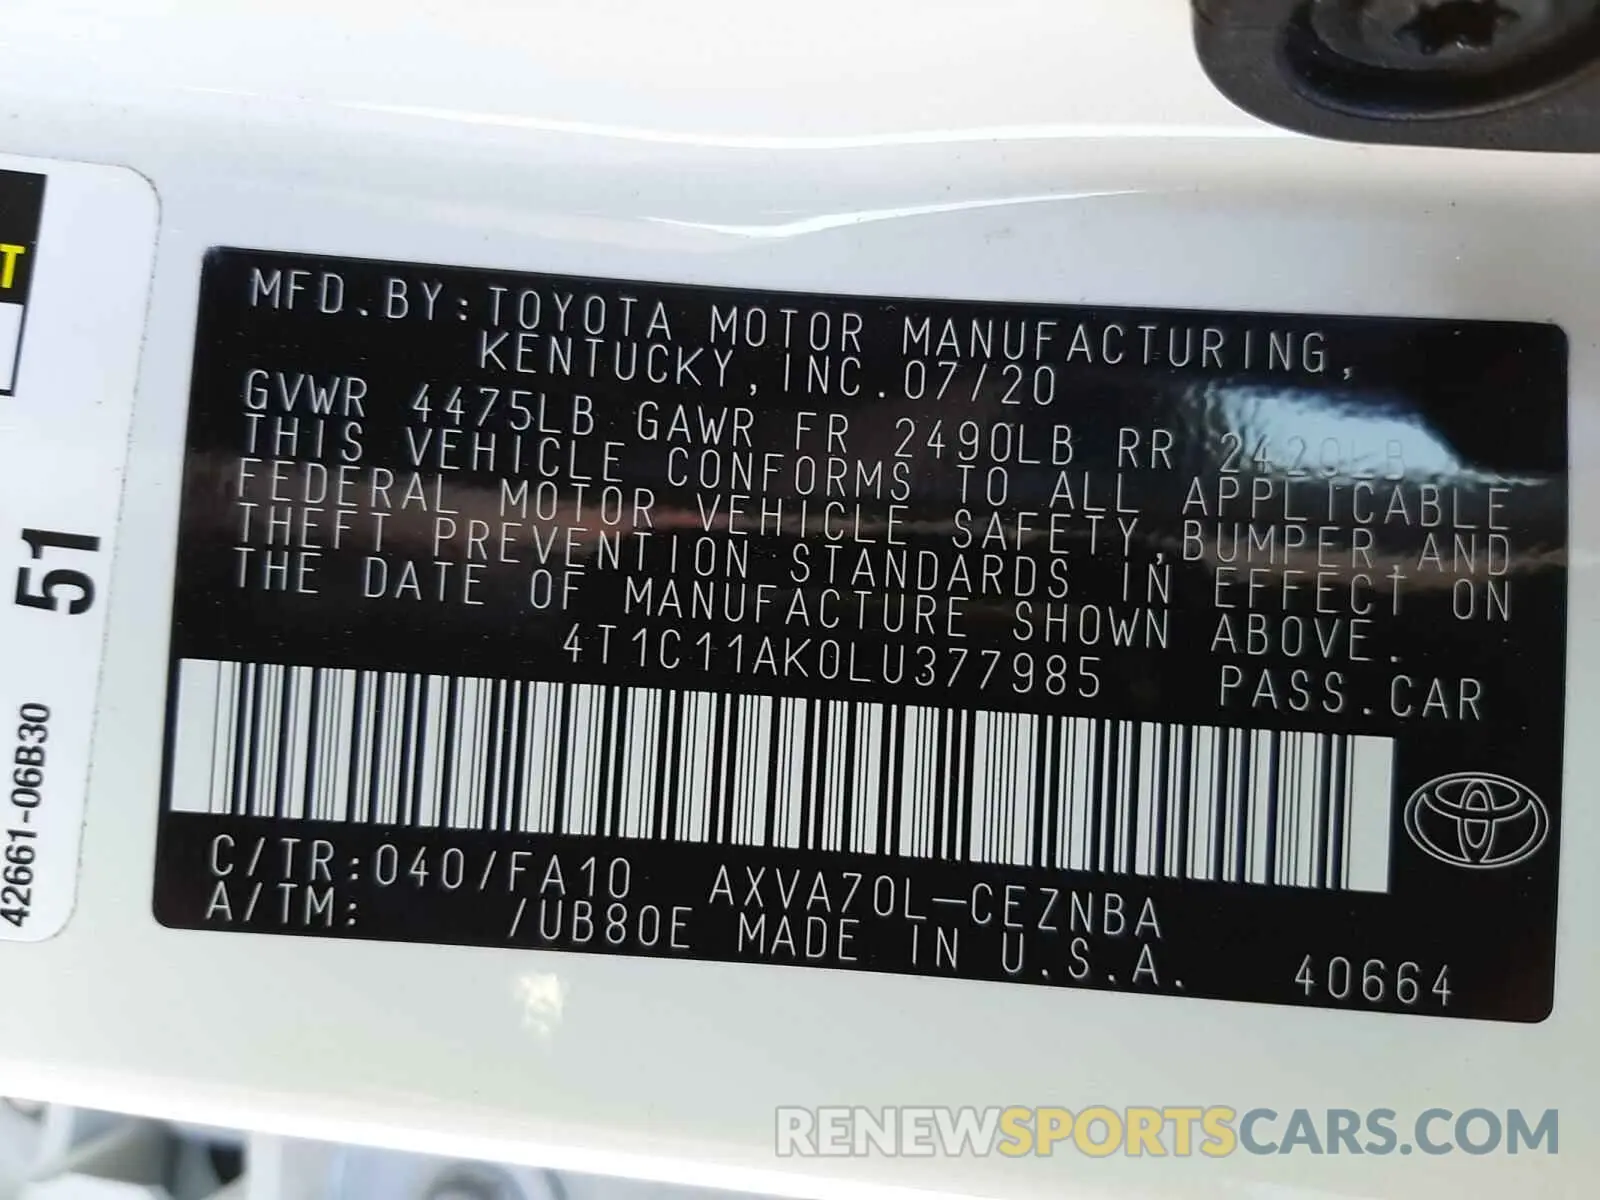 MFD.BY:TOYOTA MOTOR MANUFACTURING,
KENTUCKY,INC.07/20
GVWR 4475LB GAWR FR 2490LB RR 2420LB
THIS VEHICLE CONFORMS TO ALL APPLICABLE
FEDERAL MOTOR VEHICLE SAFETY,BUMPER,AND
THEFT PREVENTION STANDARDS IN EFFECT ON
THE DATE OF MANUFACTURE SHOWN ABOVE.
4T1C11AK0LU377985 PASS.CAR
C/TR:040/FA10 AXVA70L-CEZNBA
A/TM: /UB80E MADE IN U.S.A. 40664
T
51
42661-06B30
RENEWSPORTSCARS.COM